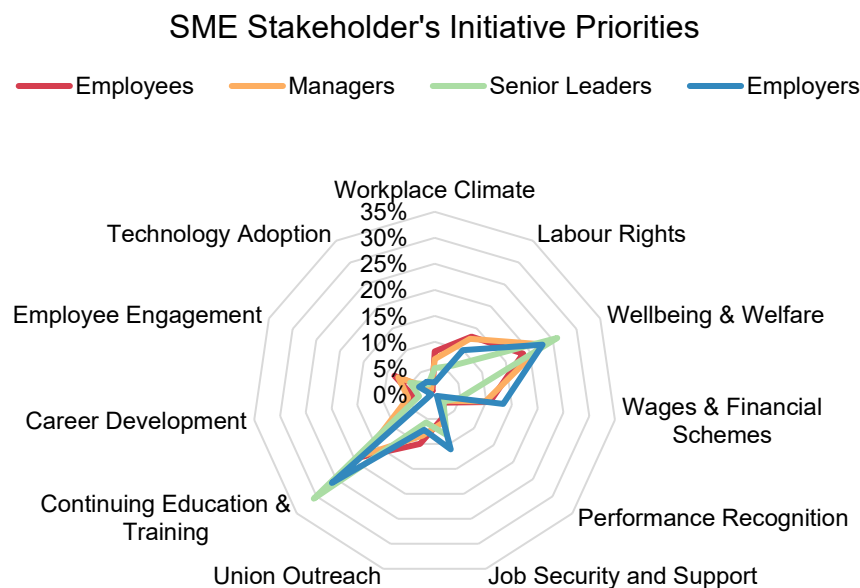 SME Stakeholder's Initiative Priorities
Employees Managers Senior Leaders Employers
Workplace Climate
35%
Technology Adoption
Labour Rights
30%
25%
20%
Employee Engagement
Wellbeing & Welfare
15%
10%
5%
0%
Career Development
Wages & Financial
Schemes
Continuing Education &
Training
Performance Recognition
Union Outreach
Job Security and Support